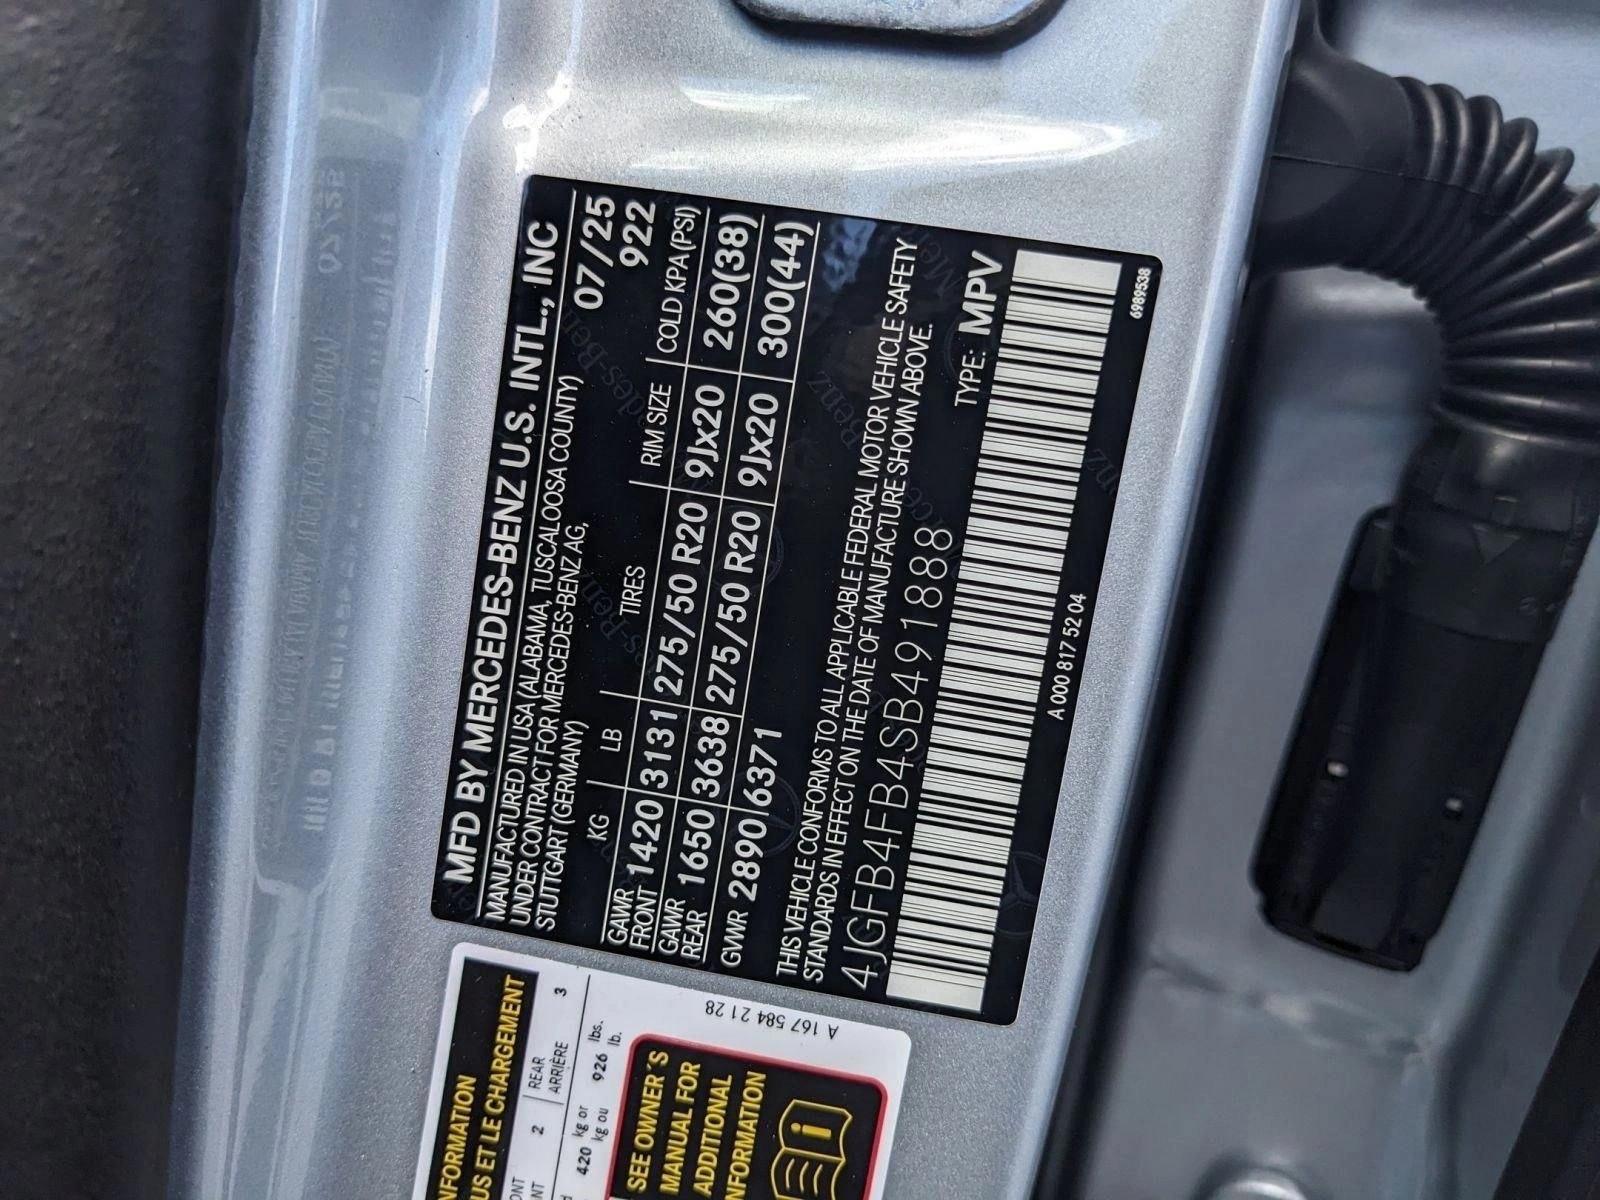 MFD BY MERCEDES-BENZ U.S. INTL., INC
MANUFACTURED IN USA (ALABAMA, TUSCALOOSA COUNTY)
UNDER CONTRACT FOR MERCEDES-BENZ AG,
STUTTGART (GERMANY)
07/25
922
KG LB TIRES RIM SIZE COLD KPA(PSI)
GAWR FRONT 1420 3131 275/50 R20 9Jx20 260(38)
GAWR REAR 1650 3638 275/50 R20 9Jx20 300(44)
GVWR 2890 6371
THIS VEHICLE CONFORMS TO ALL APPLICABLE FEDERAL MOTOR VEHICLE SAFETY
STANDARDS IN EFFECT ON THE DATE OF MANUFACTURE SHOWN ABOVE.
4JGFB4FB4SB491888
TYPE: MPV
A 000 817 52 04
6989538
US ET LE CHARGEMENT
2 REAR 3
ARRIÈRE
420 kg or 926 lbs.
kg ou lb.
SEE OWNER'S
MANUAL FOR
ADDITIONAL
A 167 584 21 28